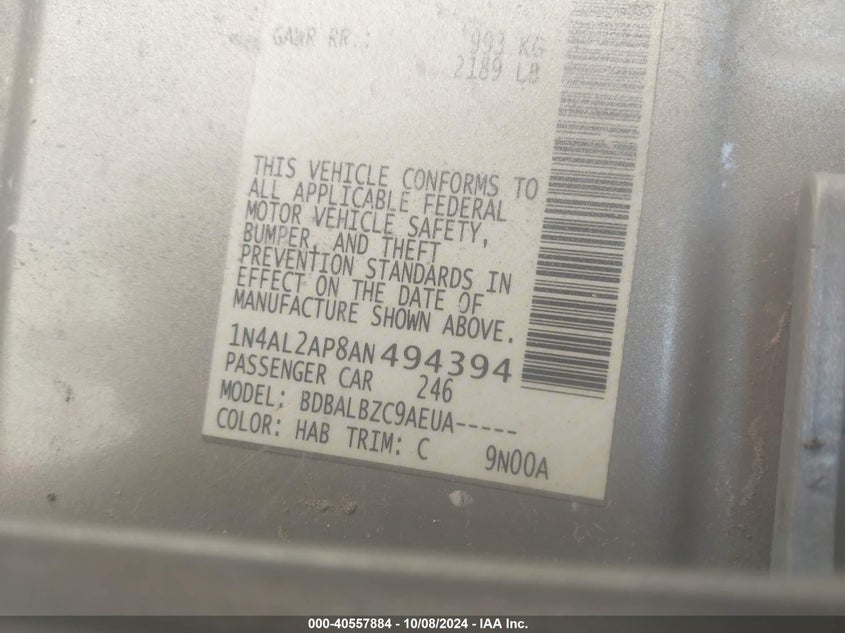 GAWR RR.: 993 KG
2189 LB
THIS VEHICLE CONFORMS TO
ALL APPLICABLE FEDERAL
MOTOR VEHICLE SAFETY,
BUMPER, AND THEFT
PREVENTION STANDARDS IN
EFFECT ON THE DATE OF
MANUFACTURE SHOWN ABOVE.
1N4AL2AP8AN494394
PASSENGER CAR 246
MODEL: BDBALBZC9AEUA-----
COLOR: HAB TRIM: C 9N00A
000-40557884 - 10/08/2024 - IAA Inc.